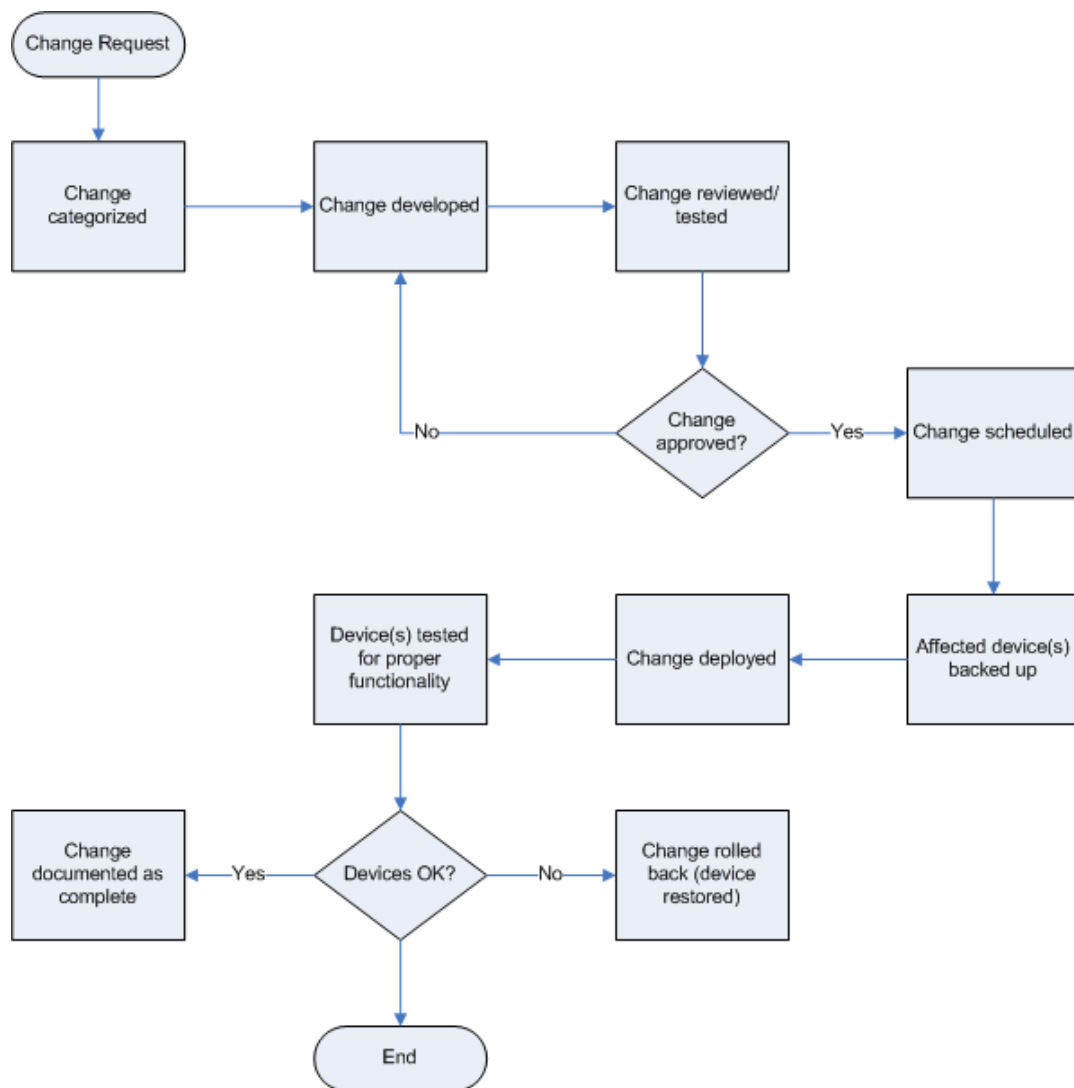 Change Request
Change
categorized
Change developed
Change reviewed/
tested
Change
approved?
No
Yes
Change scheduled
Device(s) tested
for proper
functionality
Change deployed
Affected device(s)
backed up
Change
documented as
complete
Yes
Devices OK?
No
Change rolled
back (device
restored)
End